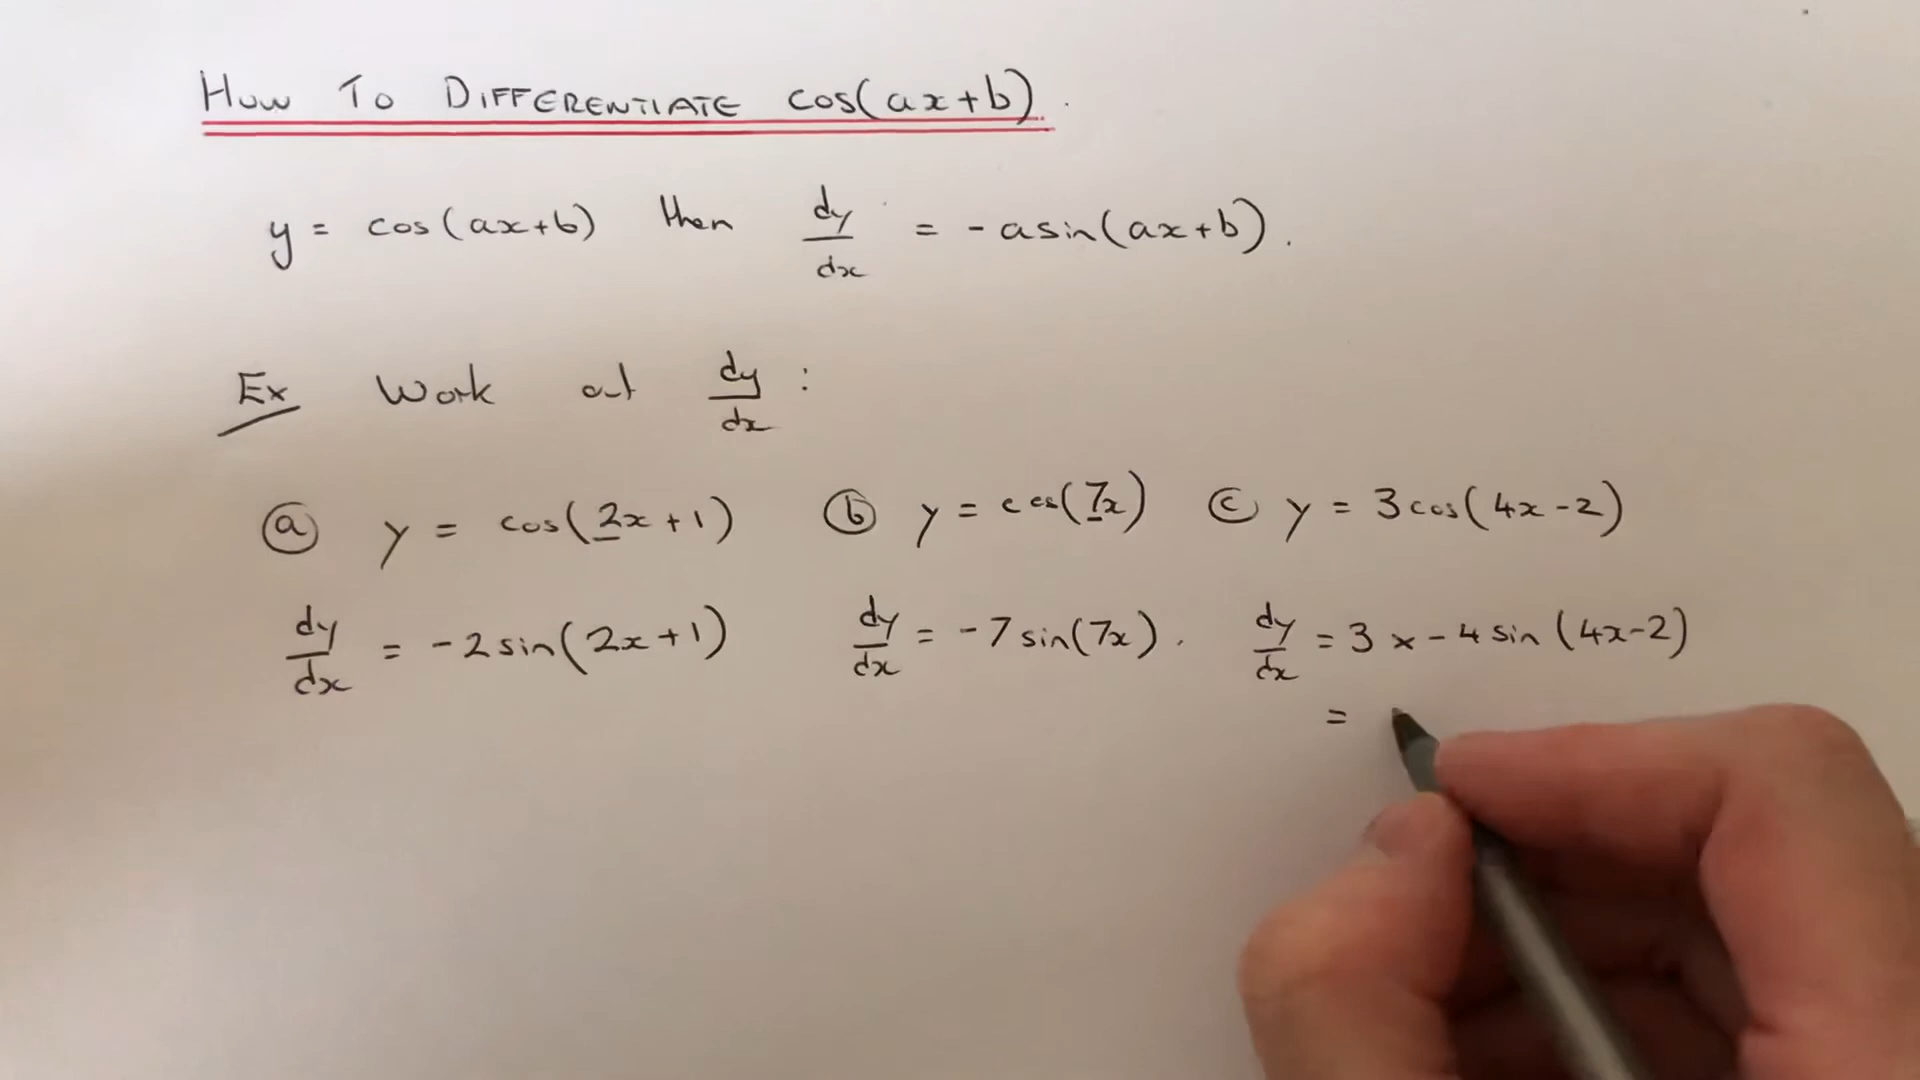 HOW TO DIFFERENTIATE cos(ax+b).
y = cos(ax+b) then dy/dx = -asin(ax+b).
Ex Work out dy/dx :
ⓐ y = cos(2x+1) ⓑ y = cos(7x) ⓒ y = 3cos(4x-2)
dy/dx = -2sin(2x+1) dy/dx = -7sin(7x). dy/dx = 3 × -4sin(4x-2)
=